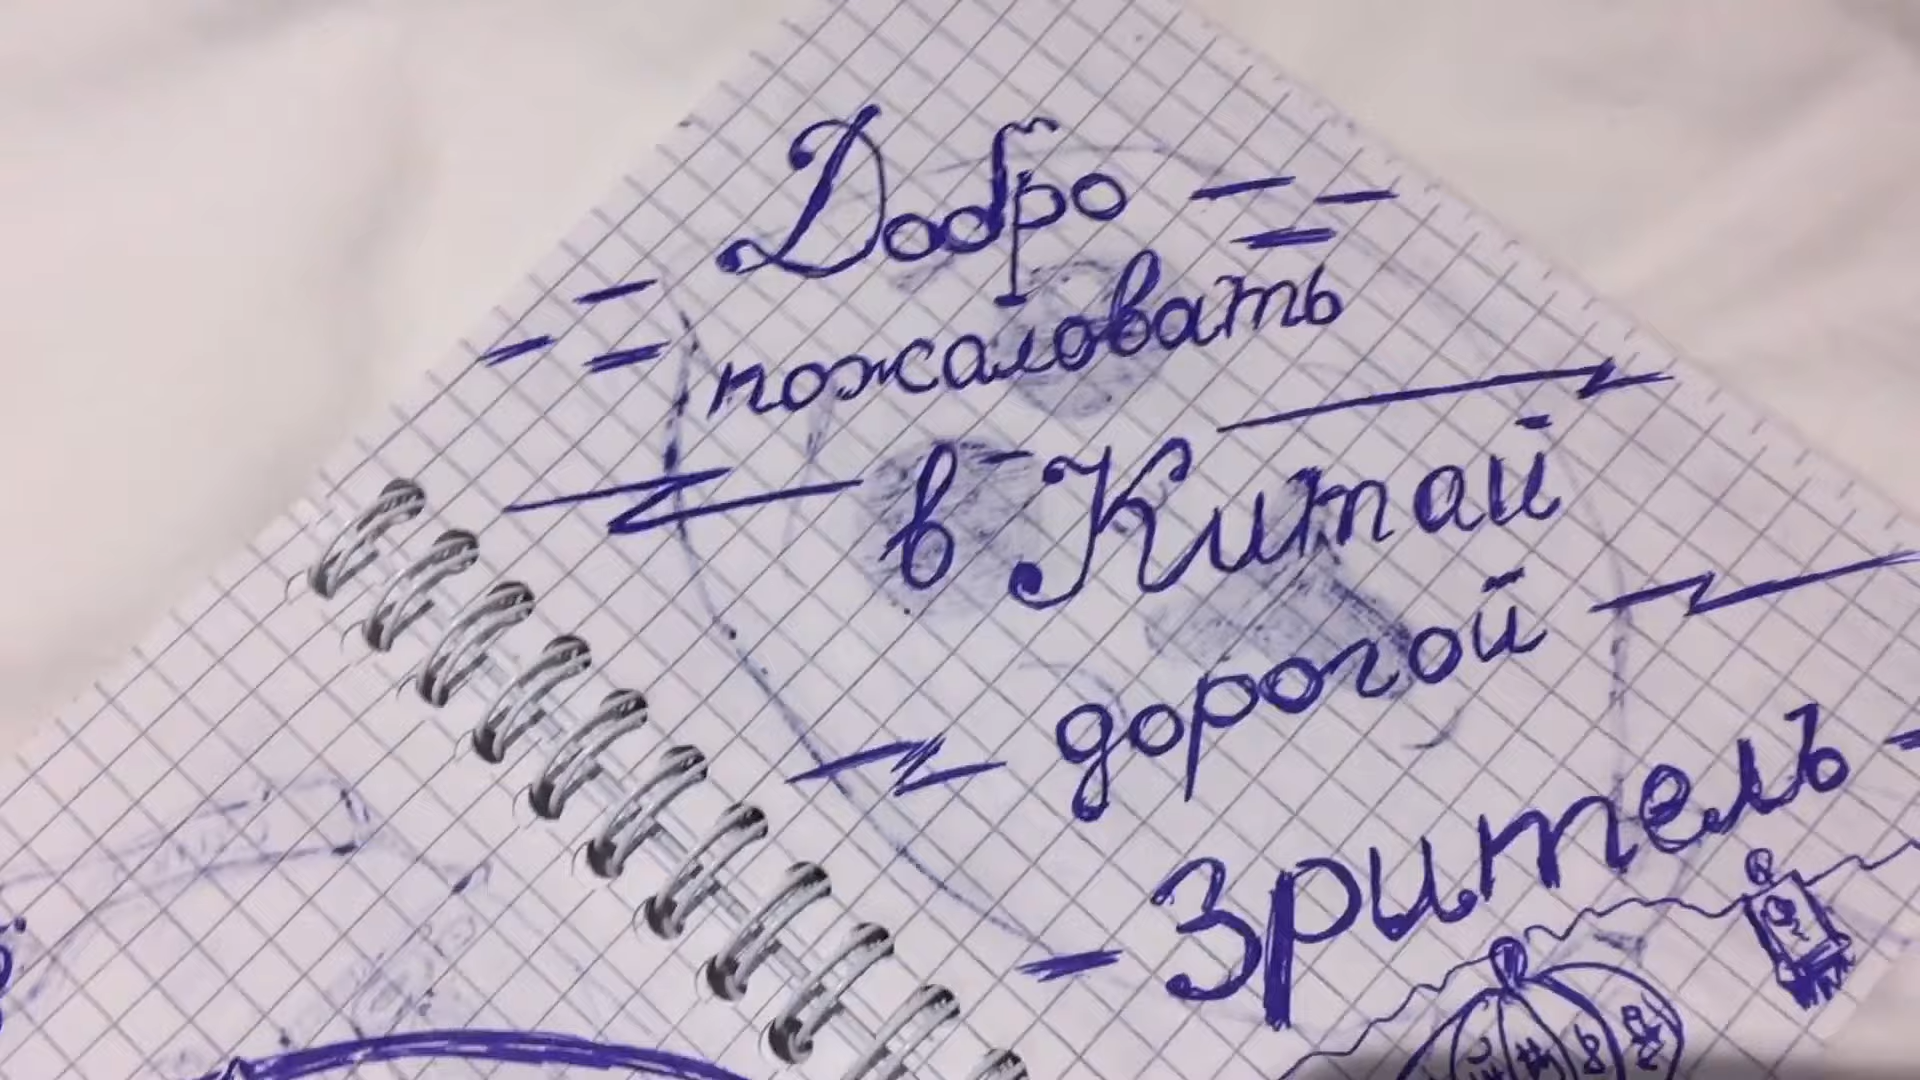 Добро
пожаловать
в Китай
дорогой
Зритель